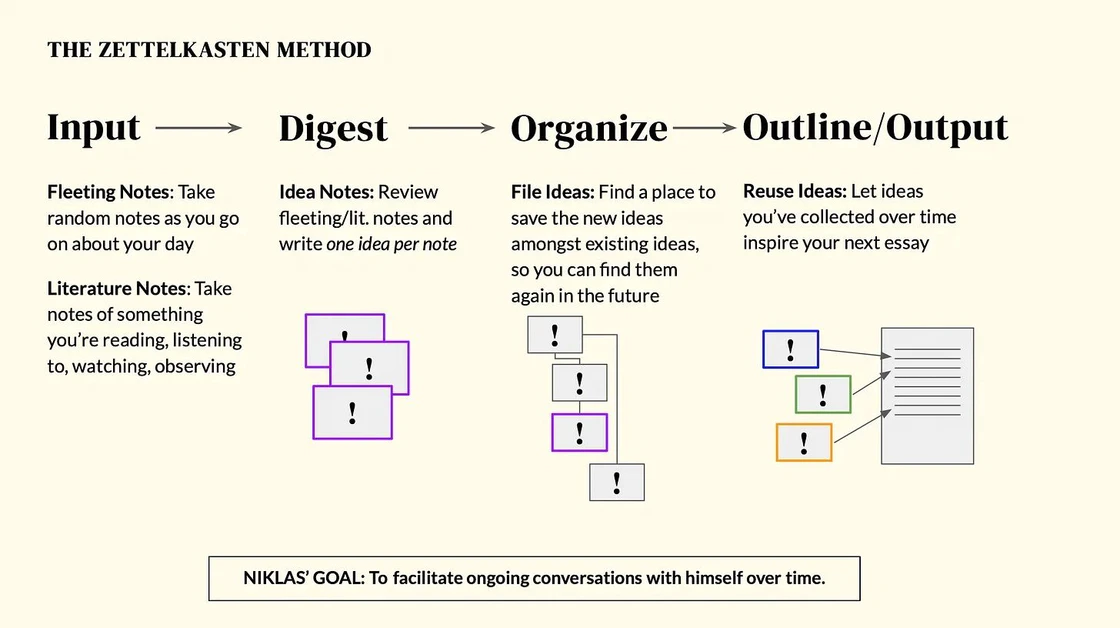 THE ZETTELKASTEN METHOD
Input
Digest
Organize
Outline/Output
Fleeting Notes: Take
random notes as you go
on about your day
Literature Notes: Take
notes of something
you’re reading, listening
to, watching, observing
Idea Notes: Review
fleeting/lit. notes and
write one idea per note
!
!
!
File Ideas: Find a place to
save the new ideas
amongst existing ideas,
so you can find them
again in the future
!
!
!
!
Reuse Ideas: Let ideas
you’ve collected over time
inspire your next essay
!
!
!
NIKLAS’ GOAL: To facilitate ongoing conversations with himself over time.